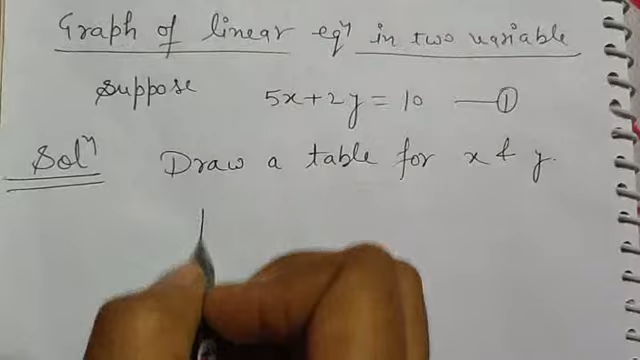 Graph of linear eqⁿ in two variable
Suppose 5x+2y=10 —①
Solⁿ Draw a table for x & y.